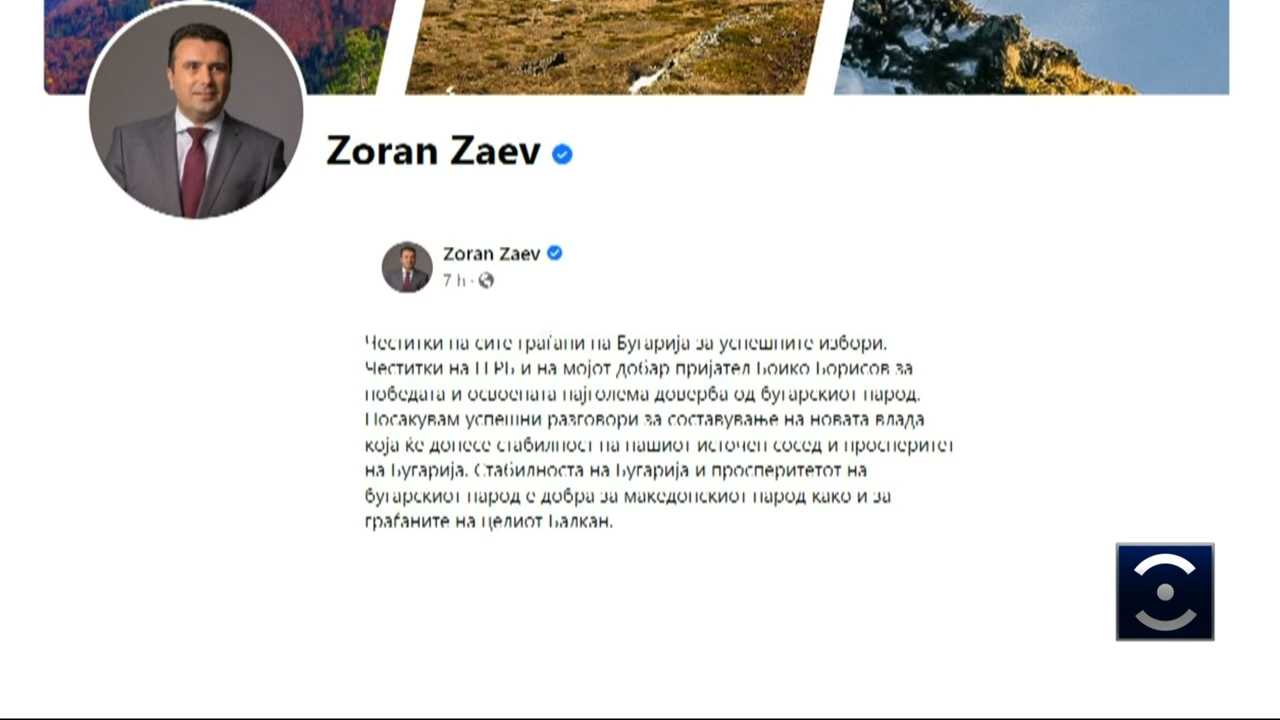 Zoran Zaev
Zoran Zaev
7 h ·
Честитки на сите граѓани на Бугарија за успешните избори.
Честитки на ГЕРБ и на мојот добар пријател Бојко Борисов за
победата и освоената најголема доверба од бугарскиот народ.
Посакувам успешни разговори за составување на новата влада
која ќе донесе стабилност на нашиот источен сосед и просперитет
на Бугарија. Стабилноста на Бугарија и просперитетот на
бугарскиот народ е добра за македонскиот народ како и за
граѓаните на целиот Балкан.